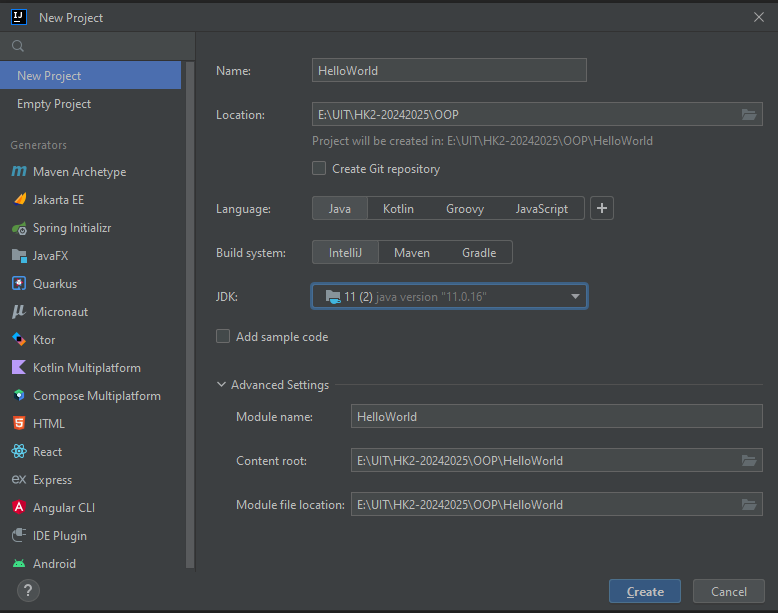 New Project
New Project
Empty Project
Generators
Maven Archetype
Jakarta EE
Spring Initializr
JavaFX
Quarkus
Micronaut
Ktor
Kotlin Multiplatform
Compose Multiplatform
HTML
React
Express
Angular CLI
IDE Plugin
Android
Name: HelloWorld
Location: E:\UIT\HK2-20242025\OOP
Project will be created in: E:\UIT\HK2-20242025\OOP\HelloWorld
Create Git repository
Language: Java Kotlin Groovy JavaScript +
Build system: IntelliJ Maven Gradle
JDK: 11 (2) java version "11.0.16"
Add sample code
Advanced Settings
Module name: HelloWorld
Content root: E:\UIT\HK2-20242025\OOP\HelloWorld
Module file location: E:\UIT\HK2-20242025\OOP\HelloWorld
? Create Cancel